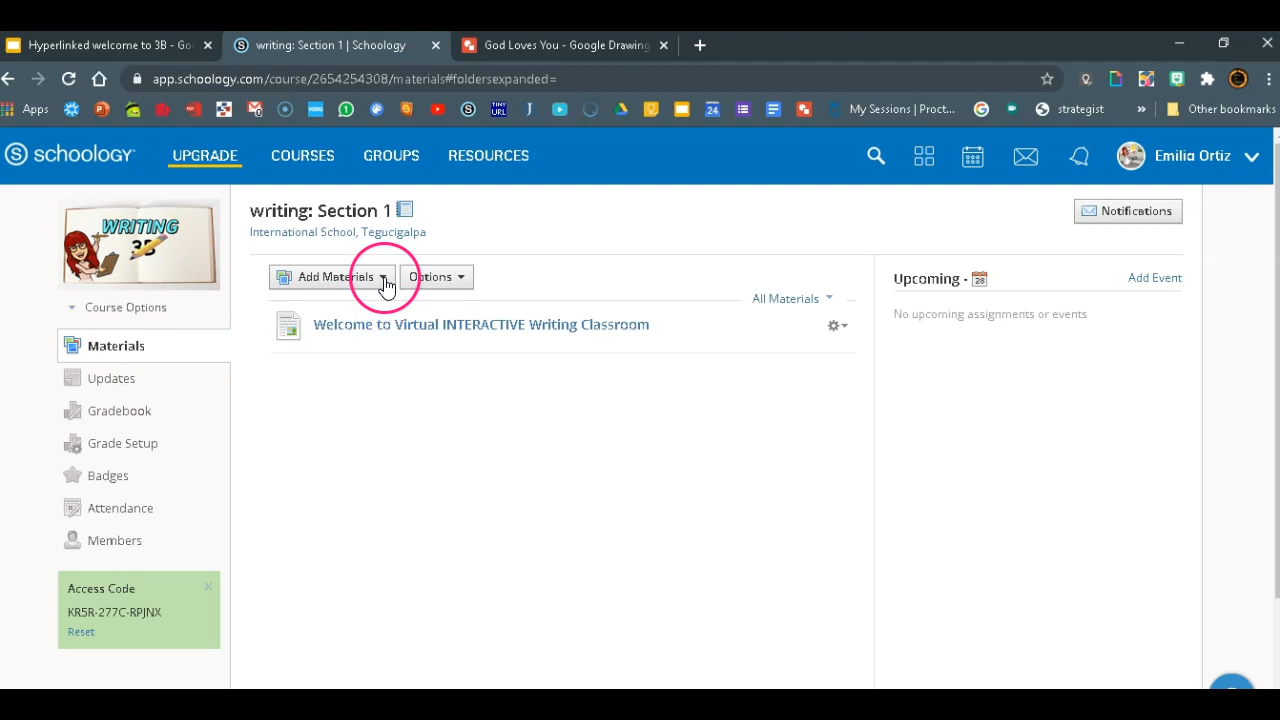 Hyperlinked welcome to 3B - Go
writing: Section 1 | Schoology
God Loves You - Google Drawing
app.schoology.com/course/2654254308/materials#foldersexpanded=
Apps
TINY URL
24
My Sessions | Proct...
strategist
»
Other bookmarks
S schoology
UPGRADE
COURSES
GROUPS
RESOURCES
Emilia Ortiz
WRITING
3B
Course Options
Materials
Updates
Gradebook
Grade Setup
Badges
Attendance
Members
Access Code
KR5R-277C-RPJNX
Reset
writing: Section 1
International School, Tegucigalpa
Notifications
Add Materials
Options
All Materials
Welcome to Virtual INTERACTIVE Writing Classroom
Upcoming · 28
Add Event
No upcoming assignments or events